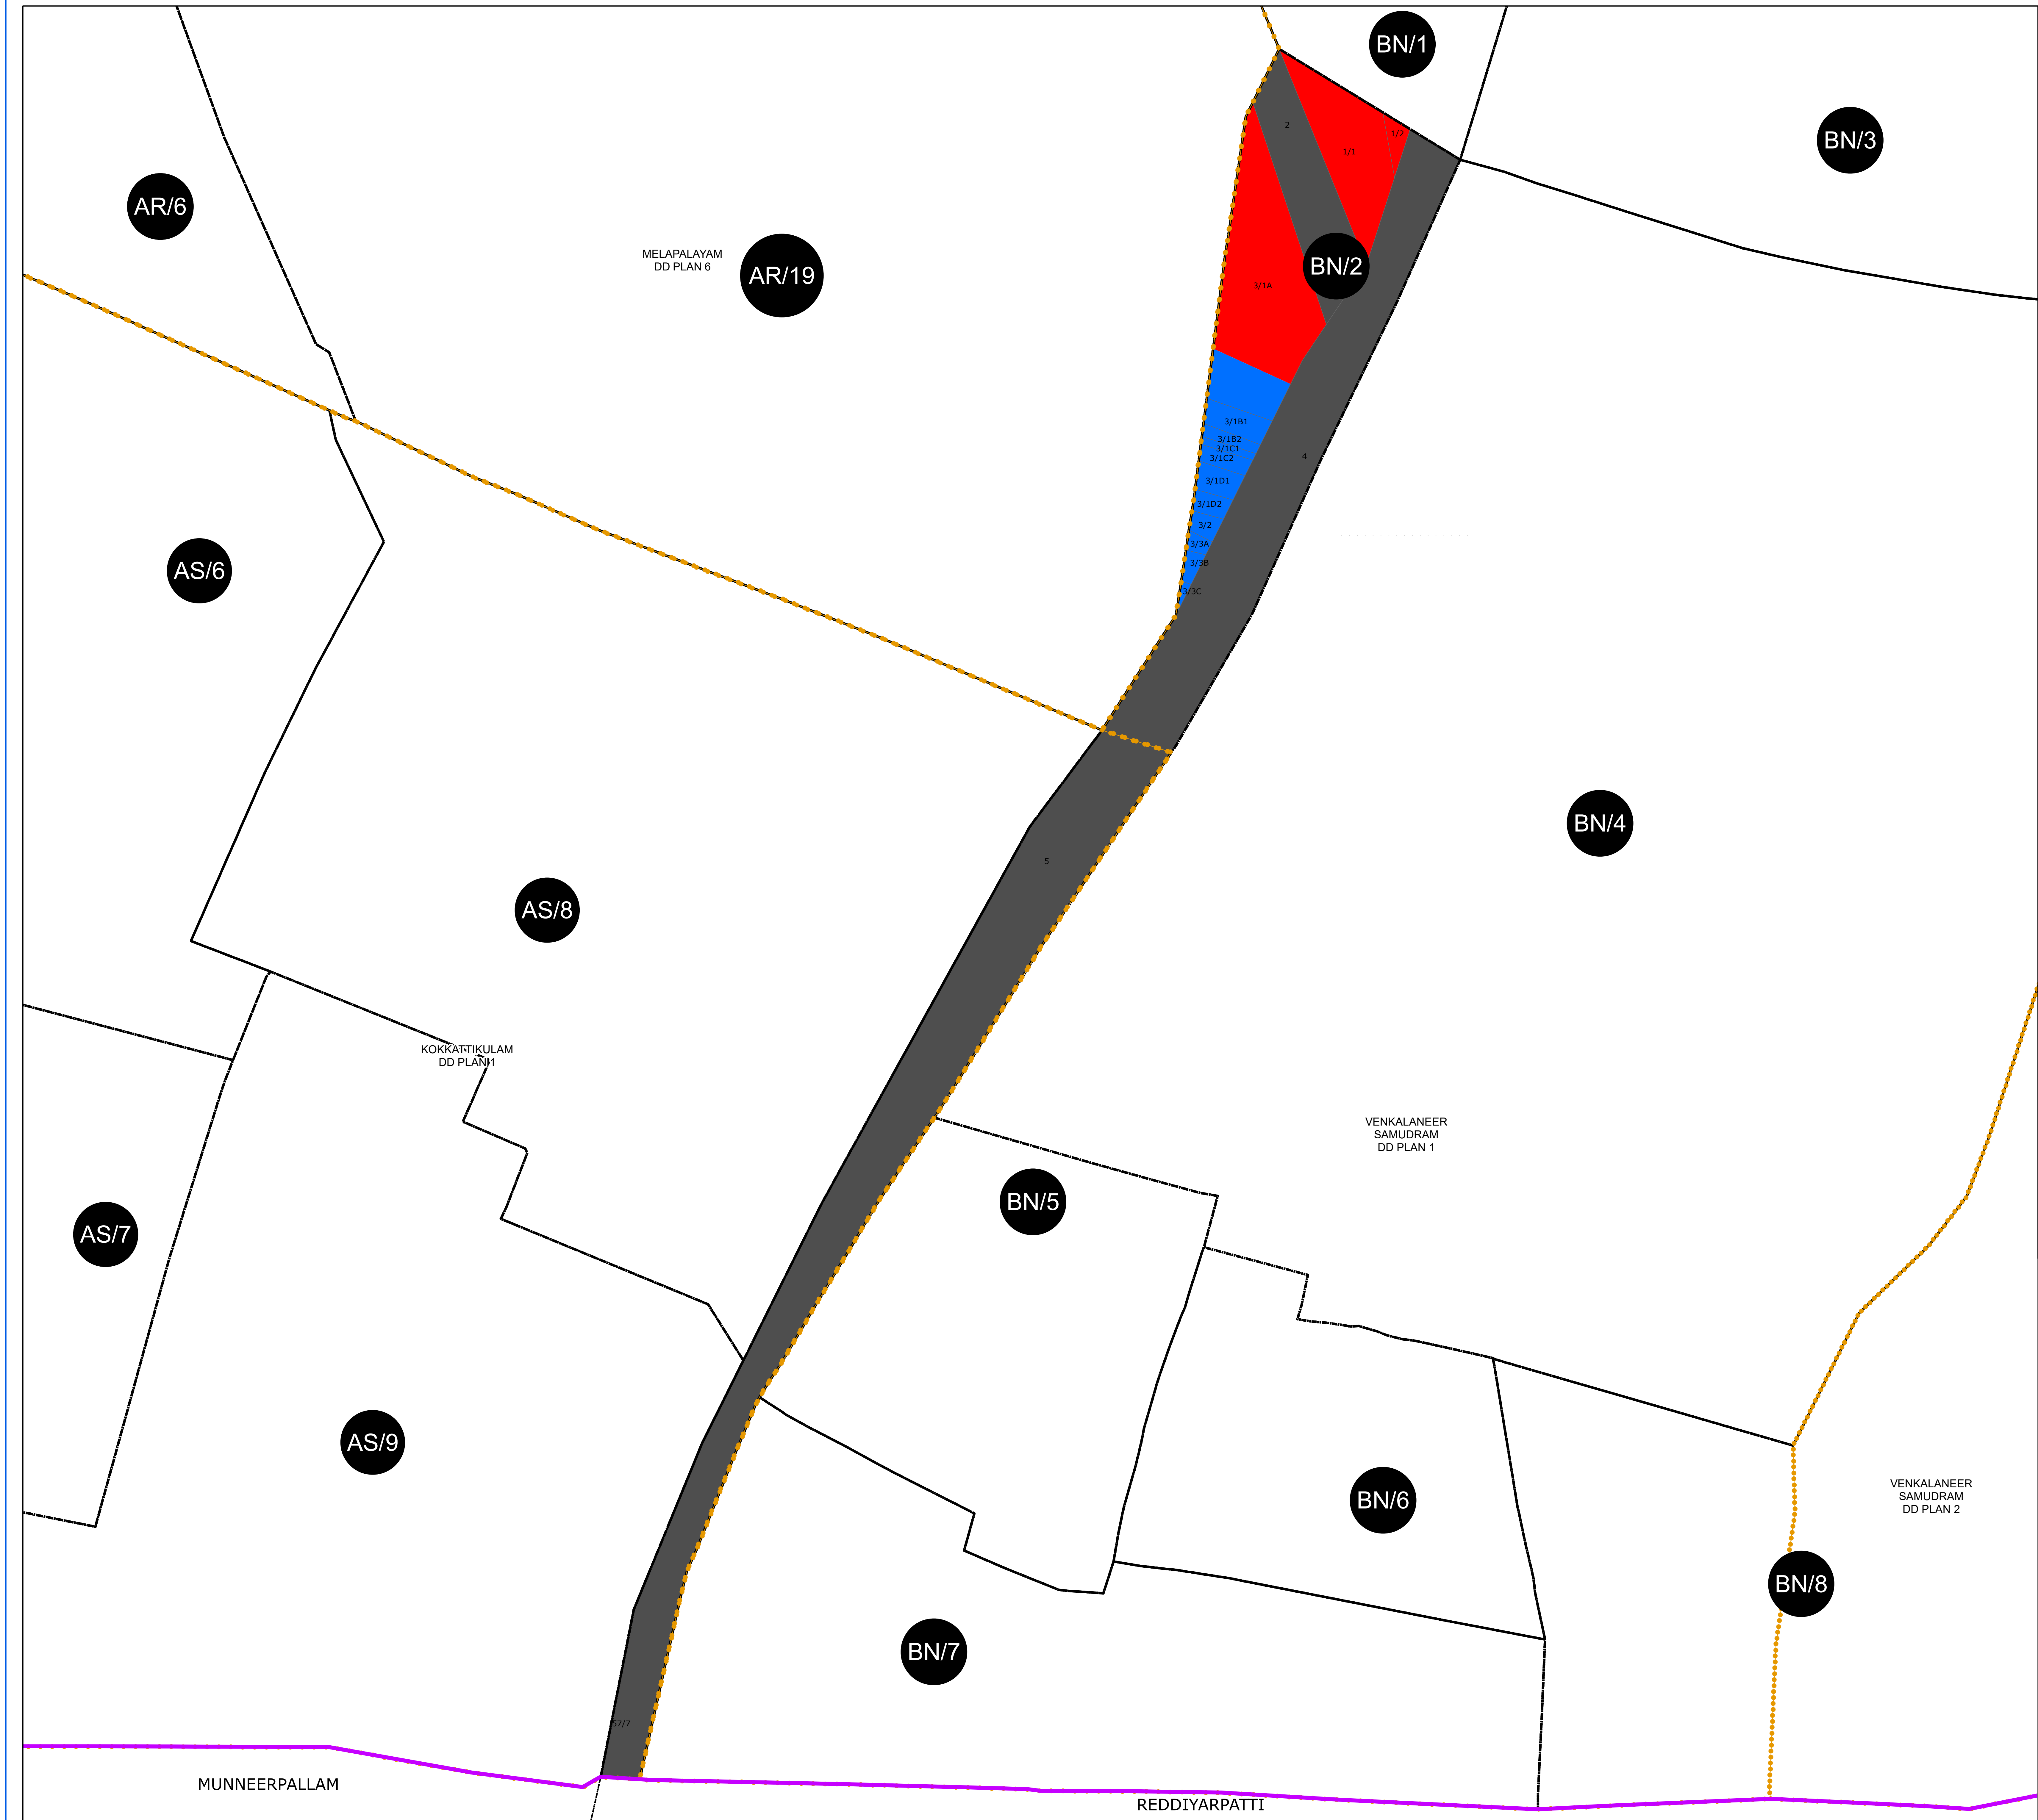 BN/1
2
1/2
BN/3
1/1
AR/6
MELAPALAYAM
DD PLAN 6
AR/19
BN/2
3/1A
3/1B1
3/1B2
3/1C1
3/1C2
4
3/1D1
3/1D2
3/2
3/3A
3/3B
AS/6
3/3C
BN/4
5
AS/8
KOKKATTIKULAM
DD PLAN 1
VENKALANEER
SAMUDRAM
DD PLAN 1
BN/5
AS/7
AS/9
VENKALANEER
SAMUDRAM
DD PLAN 2
BN/6
BN/8
BN/7
57/7
MUNNEERPALLAM
REDDIYARPATTI